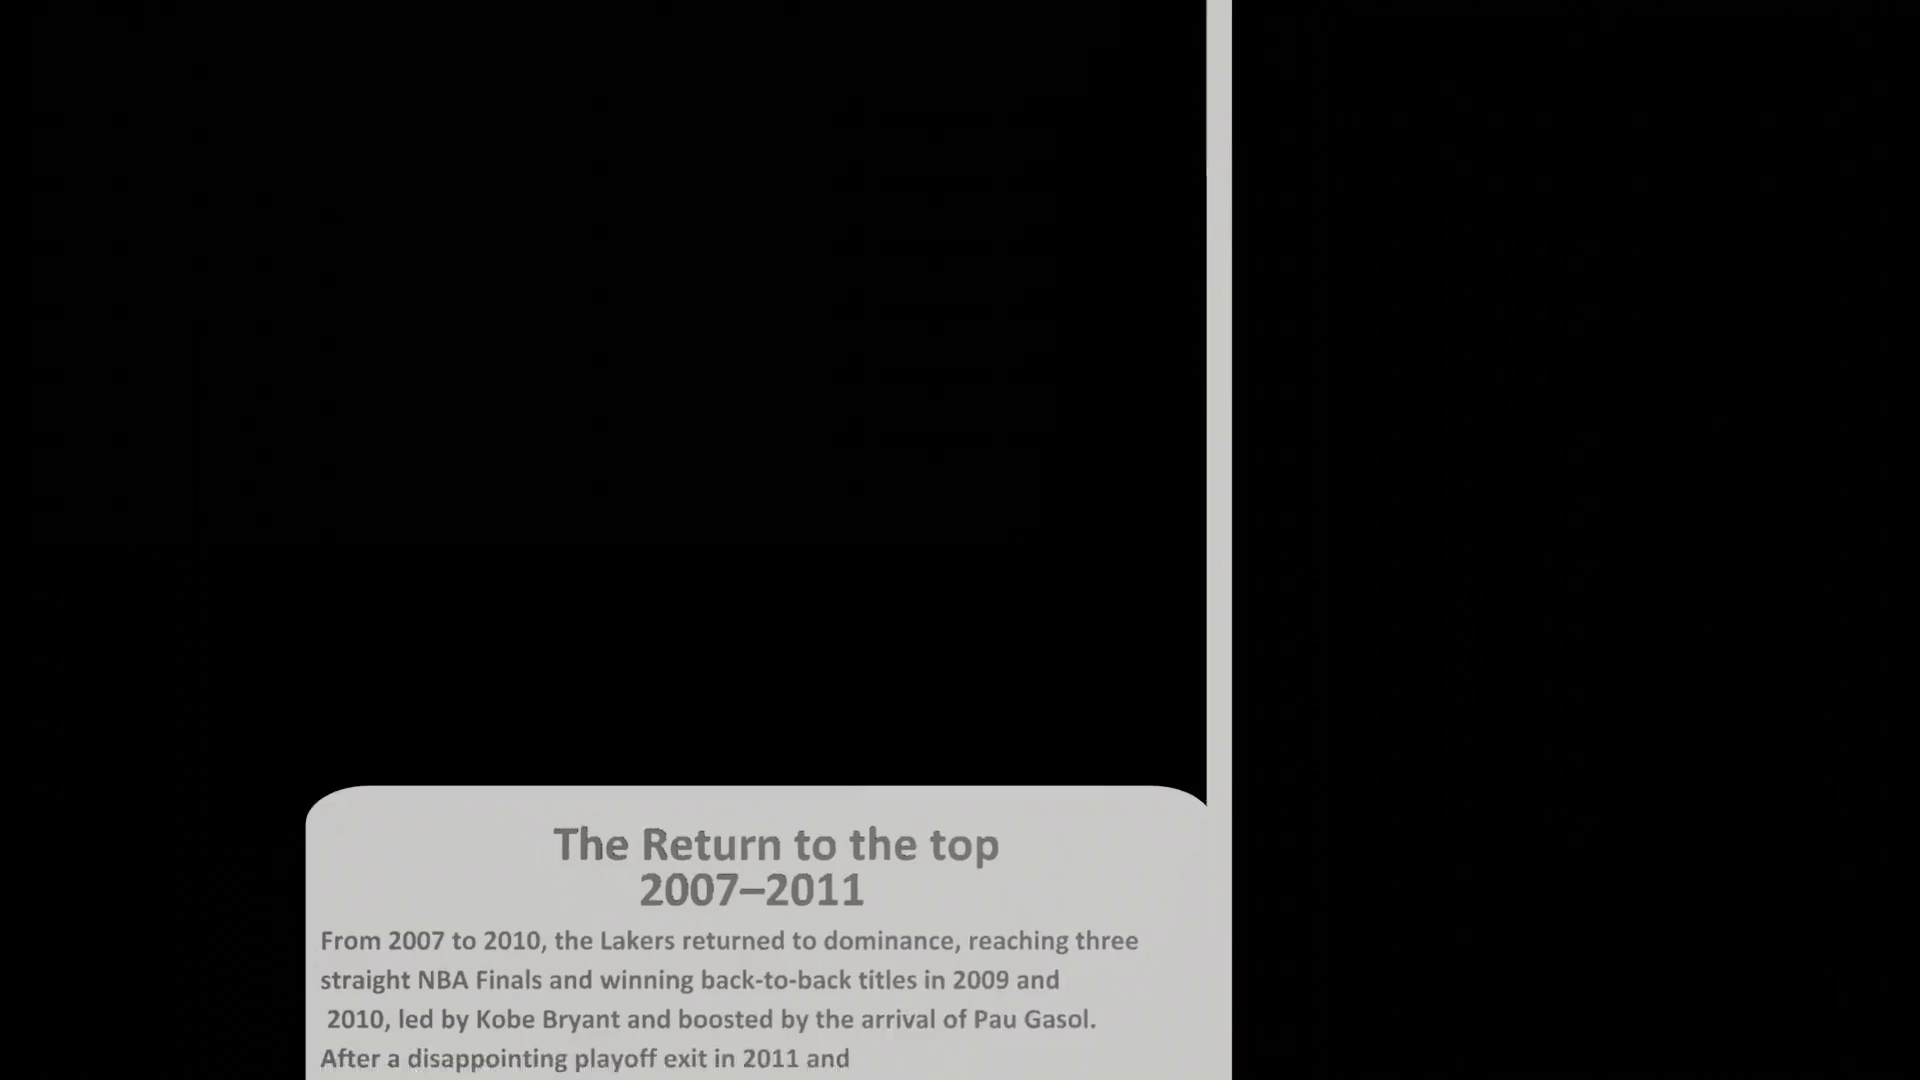 The Return to the top
2007–2011
From 2007 to 2010, the Lakers returned to dominance, reaching three
straight NBA Finals and winning back-to-back titles in 2009 and
2010, led by Kobe Bryant and boosted by the arrival of Pau Gasol.
After a disappointing playoff exit in 2011 and